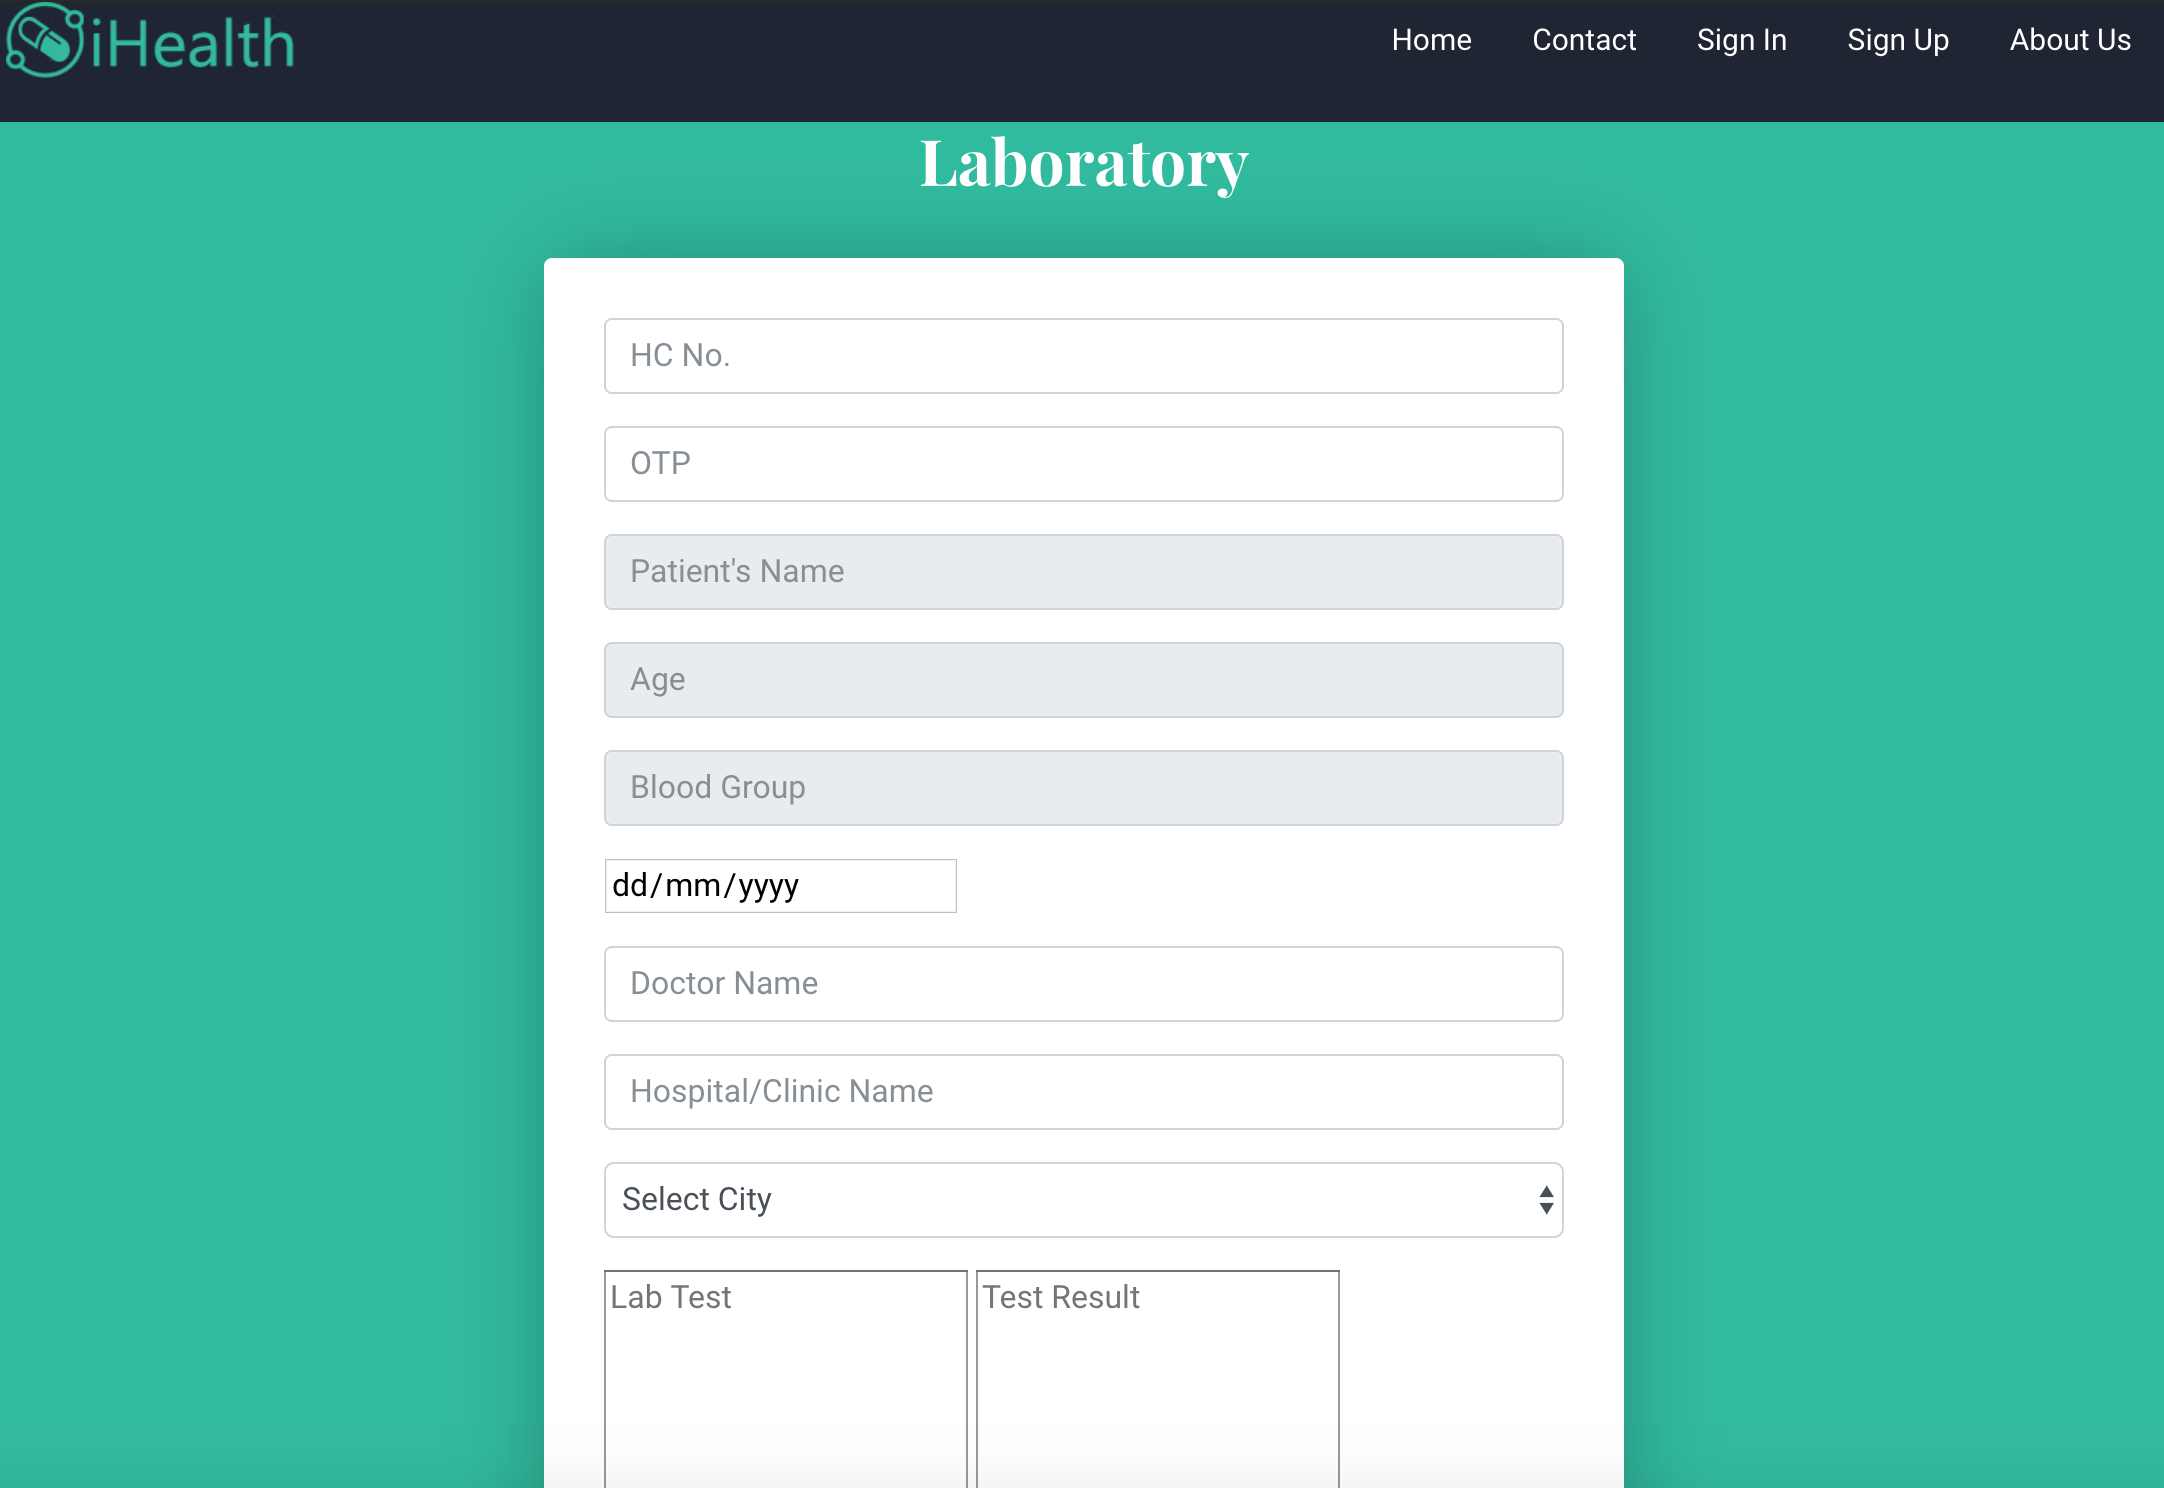 iHealth
Home Contact Sign In Sign Up About Us
Laboratory
HC No.
OTP
Patient's Name
Age
Blood Group
dd/mm/yyyy
Doctor Name
Hospital/Clinic Name
Select City
Lab Test Test Result